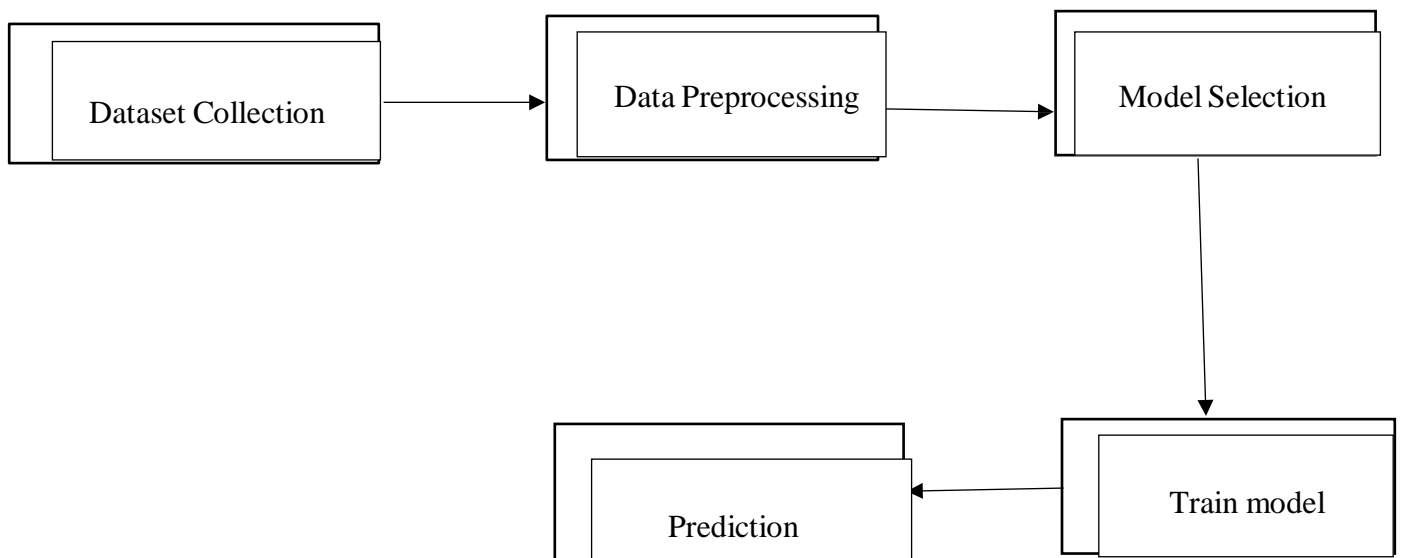 Dataset Collection
Data Preprocessing
Model Selection
Train model
Prediction